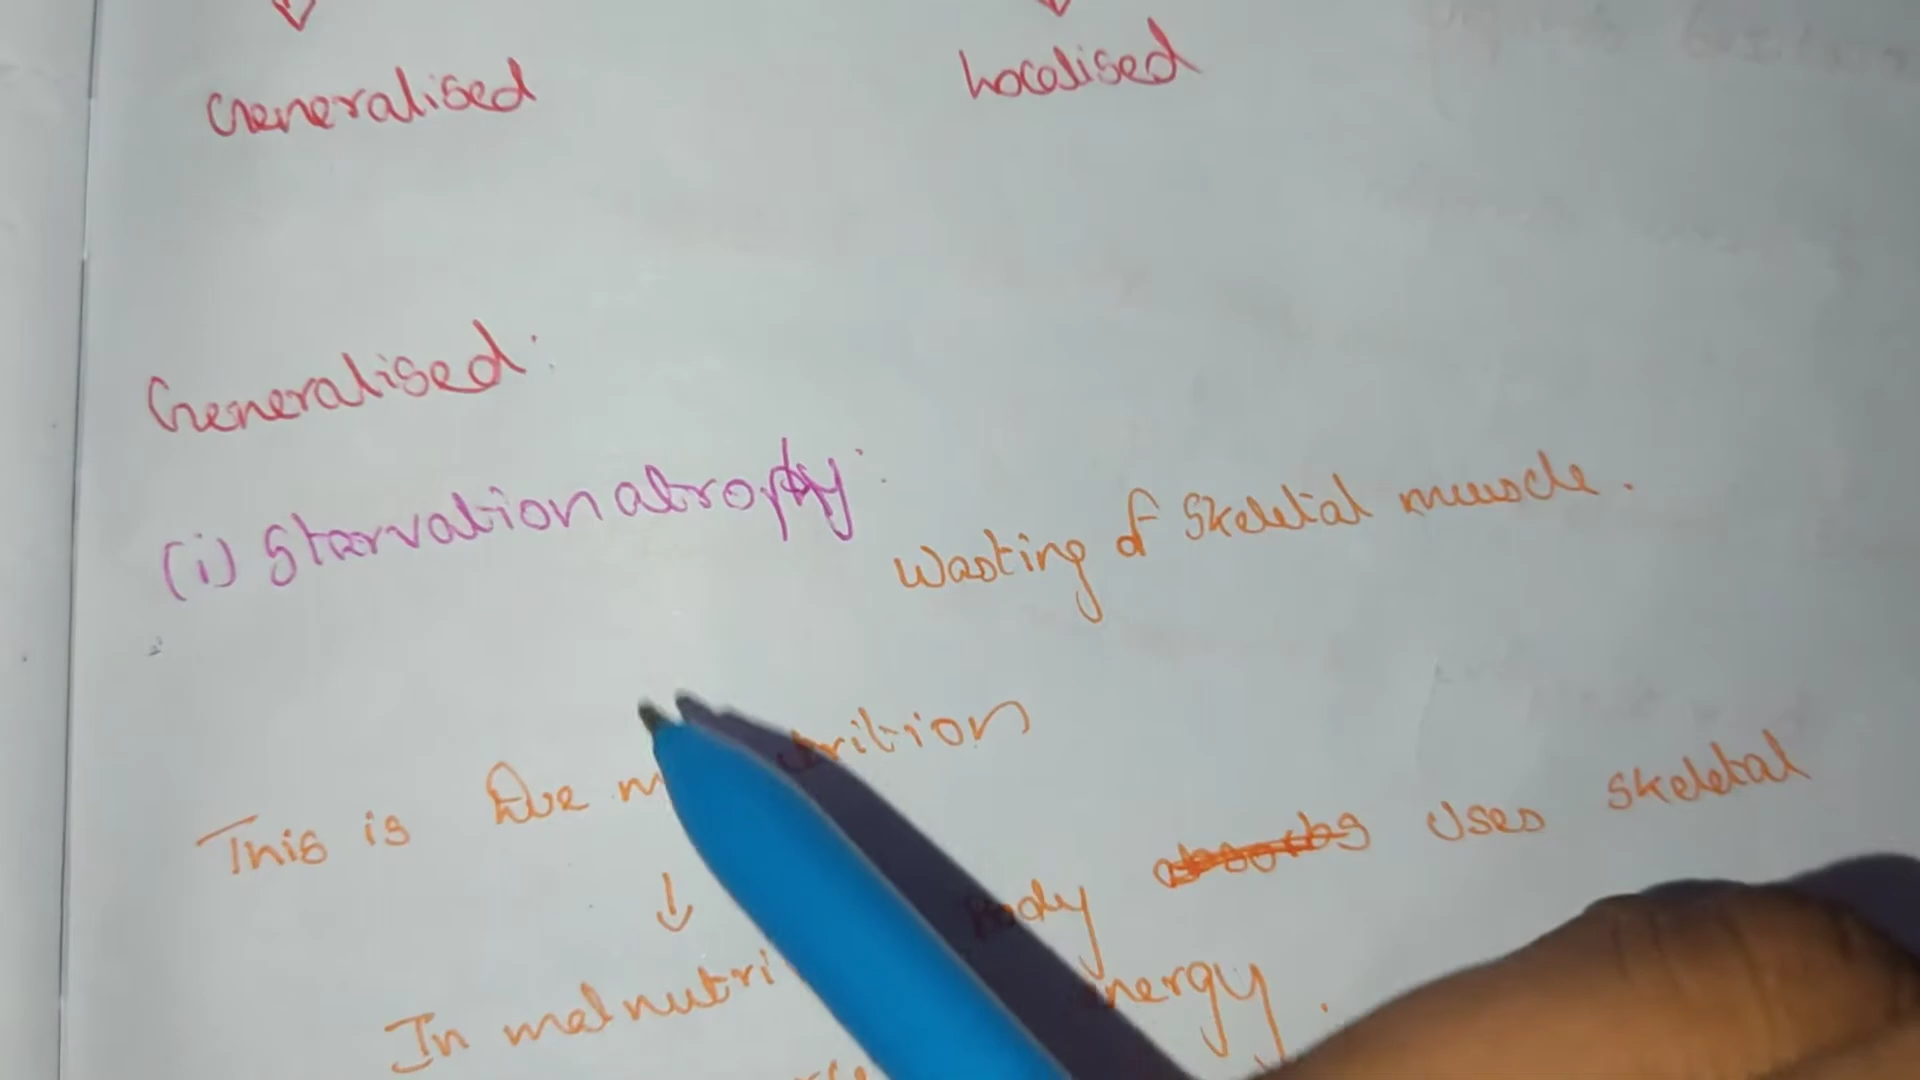 Generalised
Localised
Generalised:
(i) Starvation atrophy:
Wasting of skeletal muscle.
This is Due
↓
Body uses skeletal
In malnutri
energy.